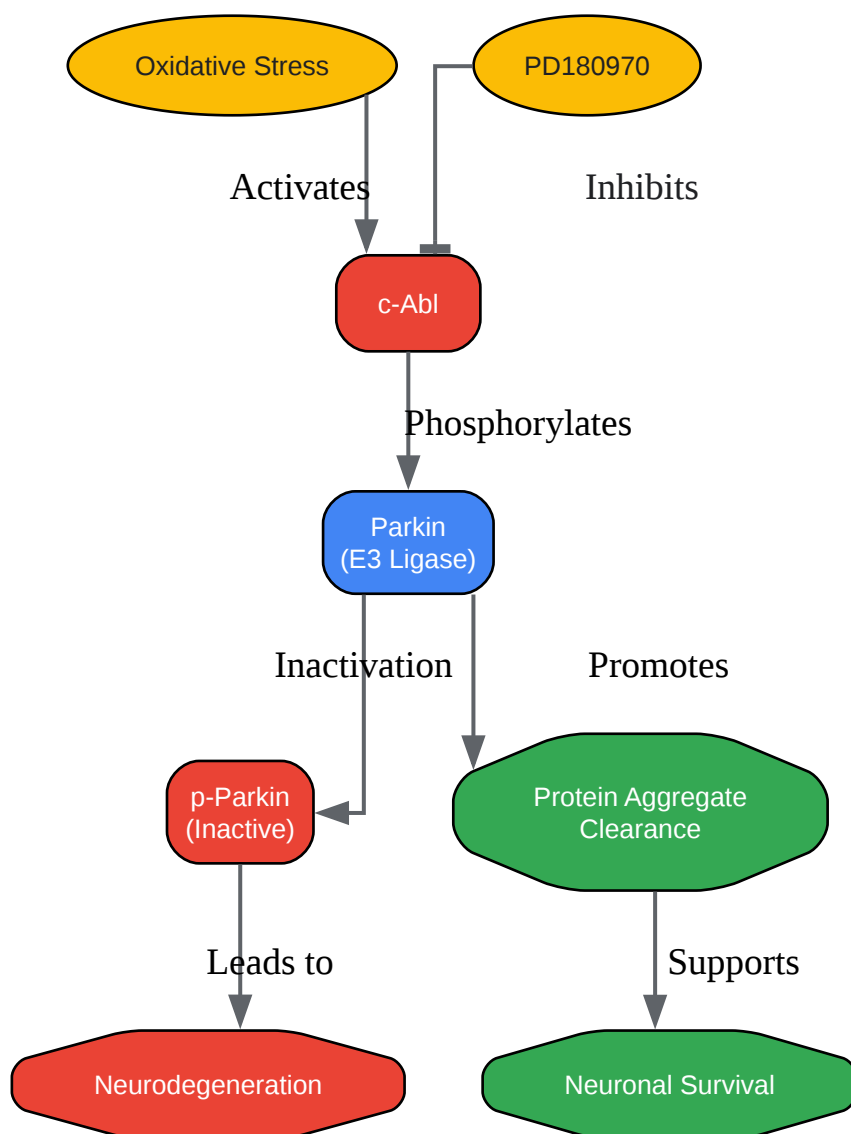 Oxidative Stress
PD180970
Activates
Inhibits
c-Abl
Phosphorylates
Parkin
(E3 Ligase)
Inactivation
Promotes
p-Parkin
(Inactive)
Protein Aggregate
Clearance
Leads to
Supports
Neurodegeneration
Neuronal Survival